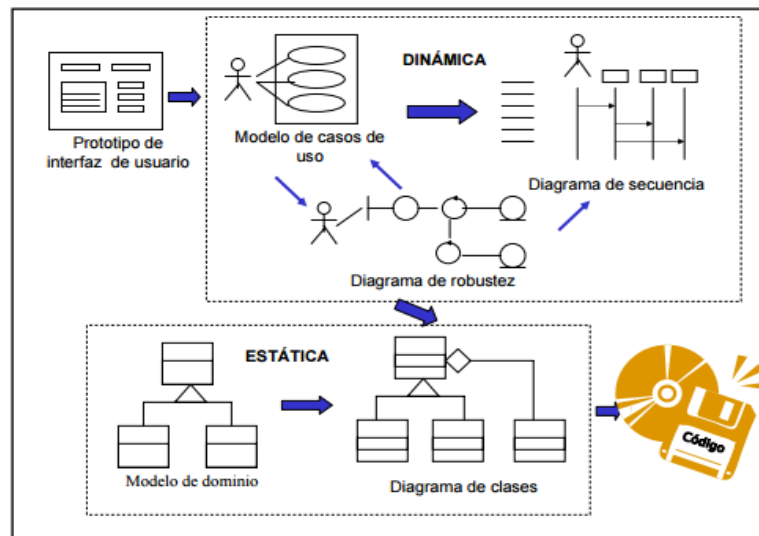 DINÁMICA
Prototipo de
interfaz de usuario
Modelo de casos de
uso
Diagrama de secuencia
Diagrama de robustez
ESTÁTICA
Modelo de dominio
Diagrama de clases
Código